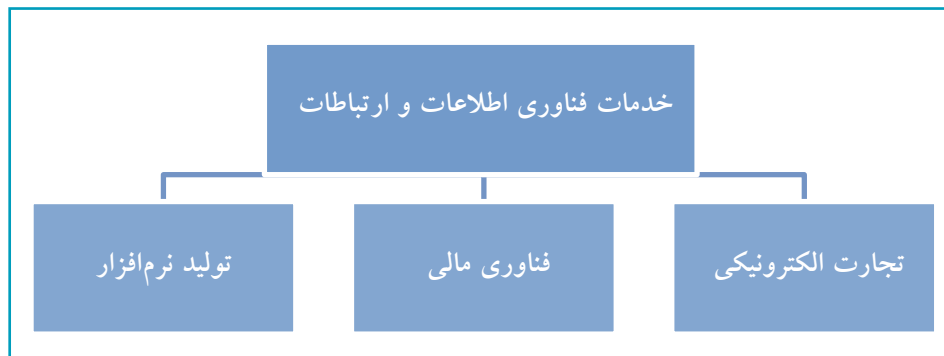 خدمات فناوری اطلاعات و ارتباطات
تجارت الکترونیکی
فناوری مالی
تولید نرم‌افزار